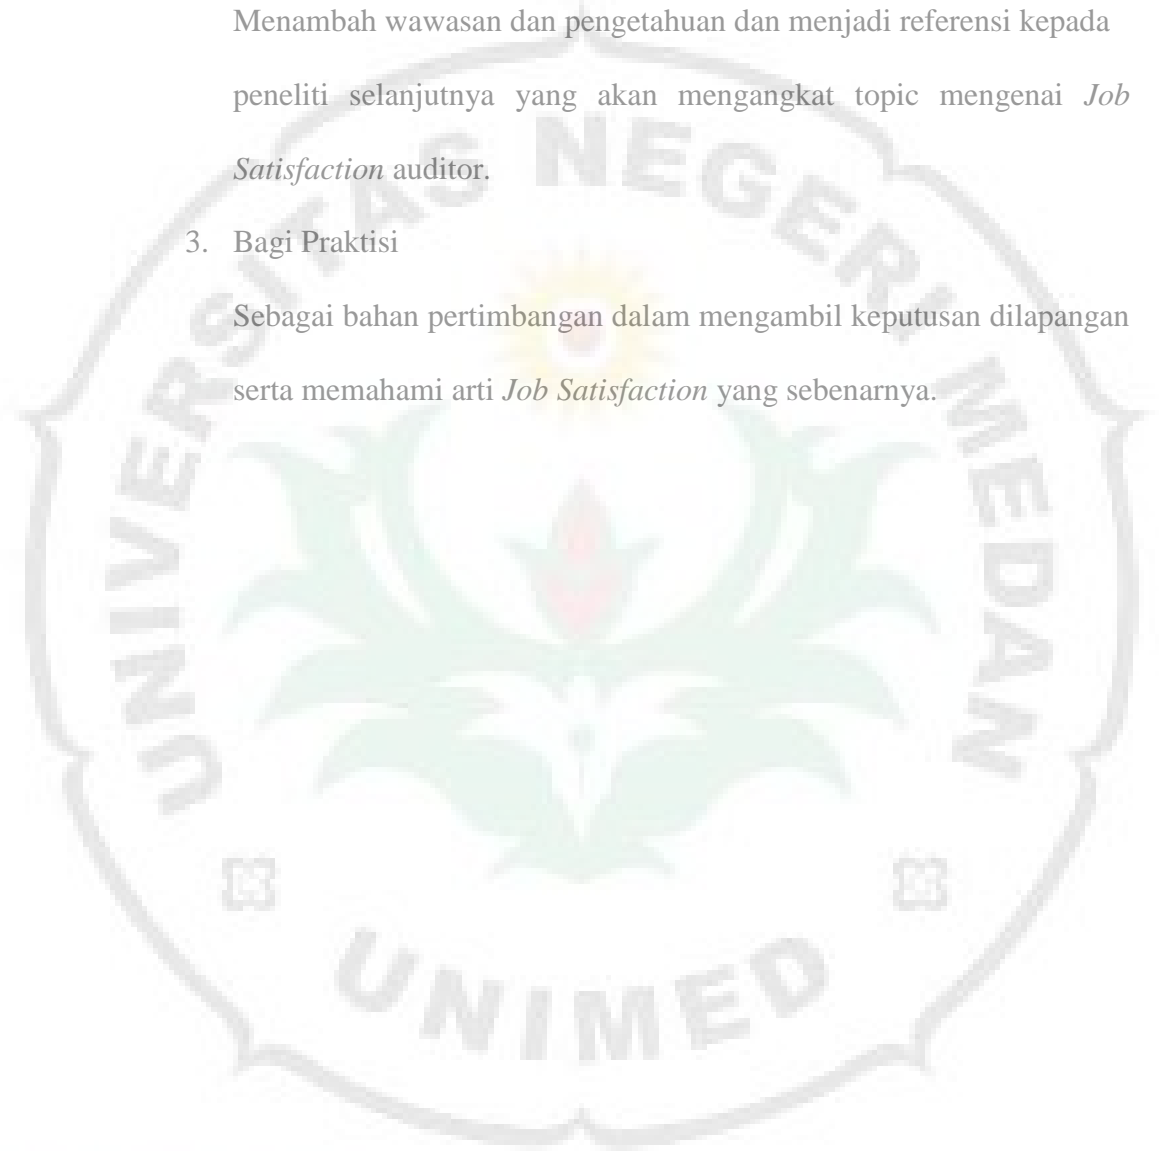 Menambah wawasan dan pengetahuan dan menjadi referensi kepada
peneliti selanjutnya yang akan mengangkat topic mengenai Job
Satisfaction auditor.
3. Bagi Praktisi
Sebagai bahan pertimbangan dalam mengambil keputusan dilapangan
serta memahami arti Job Satisfaction yang sebenarnya.
UNIVERSITAS NEGERI MEDAN
UNIMED